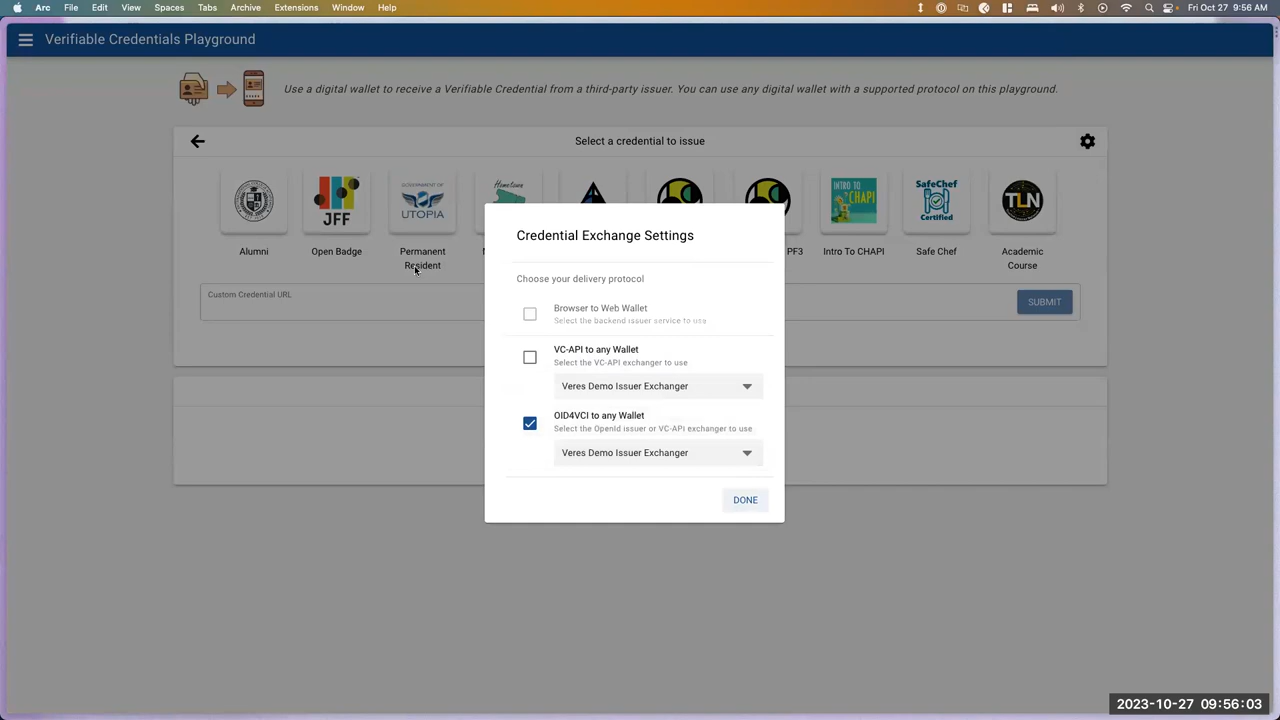 Arc File Edit View Spaces Tabs Archive Extensions Window Help Fri Oct 27 9:56 AM
Verifiable Credentials Playground
Use a digital wallet to receive a Verifiable Credential from a third-party issuer. You can use any digital wallet with a supported protocol on this playground.
Select a credential to issue
JFF
GOVERNMENT OF
UTOPIA
Hometown
INTRO TO
CHAPI
SafeChef
Certified
TLN
Alumni
Open Badge
Permanent
Resident
PF3
Intro To CHAPI
Safe Chef
Academic
Course
Custom Credential URL
SUBMIT
Credential Exchange Settings
Choose your delivery protocol
Browser to Web Wallet
Select the backend issuer service to use
VC-API to any Wallet
Select the VC-API exchanger to use
Veres Demo Issuer Exchanger
OID4VCI to any Wallet
Select the OpenId issuer or VC-API exchanger to use
Veres Demo Issuer Exchanger
DONE
2023-10-27 09:56:03